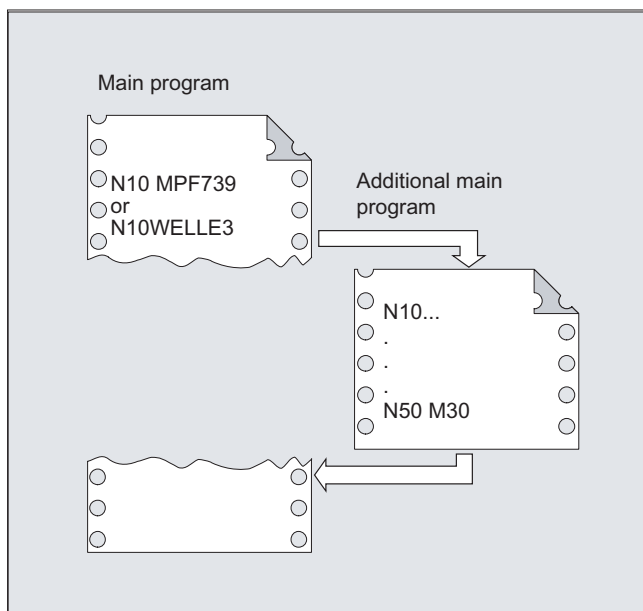 Main program
N10 MPF739
or
N10WELLE3
Additional main
program
N10...
.
.
.
N50 M30